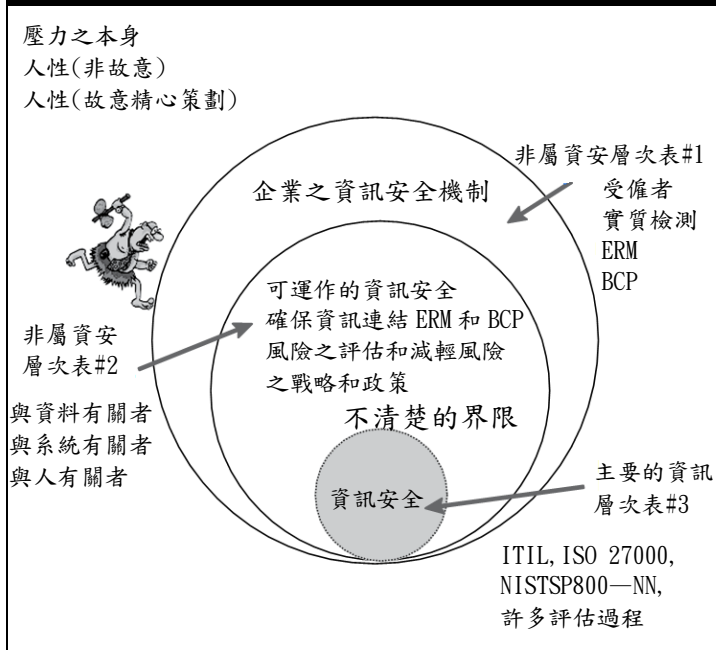 壓力之本身
人性(非故意)
人性(故意精心策劃)
非屬資安層次表#1
受僱者
實質檢測
ERM
BCP
企業之資訊安全機制
可運作的資訊安全
確保資訊連結 ERM 和 BCP
風險之評估和減輕風險
之戰略和政策
非屬資安
層次表#2
與資料有關者
與系統有關者
與人有關者
不清楚的界限
資訊安全
主要的資訊
層次表#3
ITIL, ISO 27000,
NISTSP800—NN,
許多評估過程